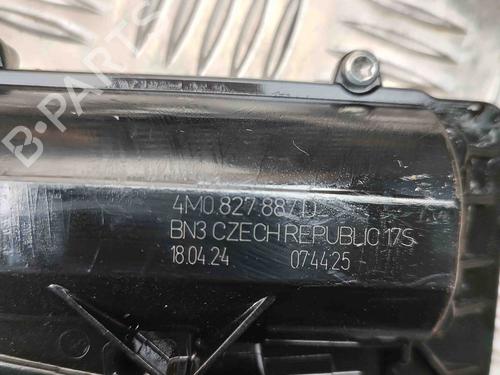 B-PARTS
4M0.827.887.D
BN3 CZECH REPUBLIC 17S
18.04.24 074425